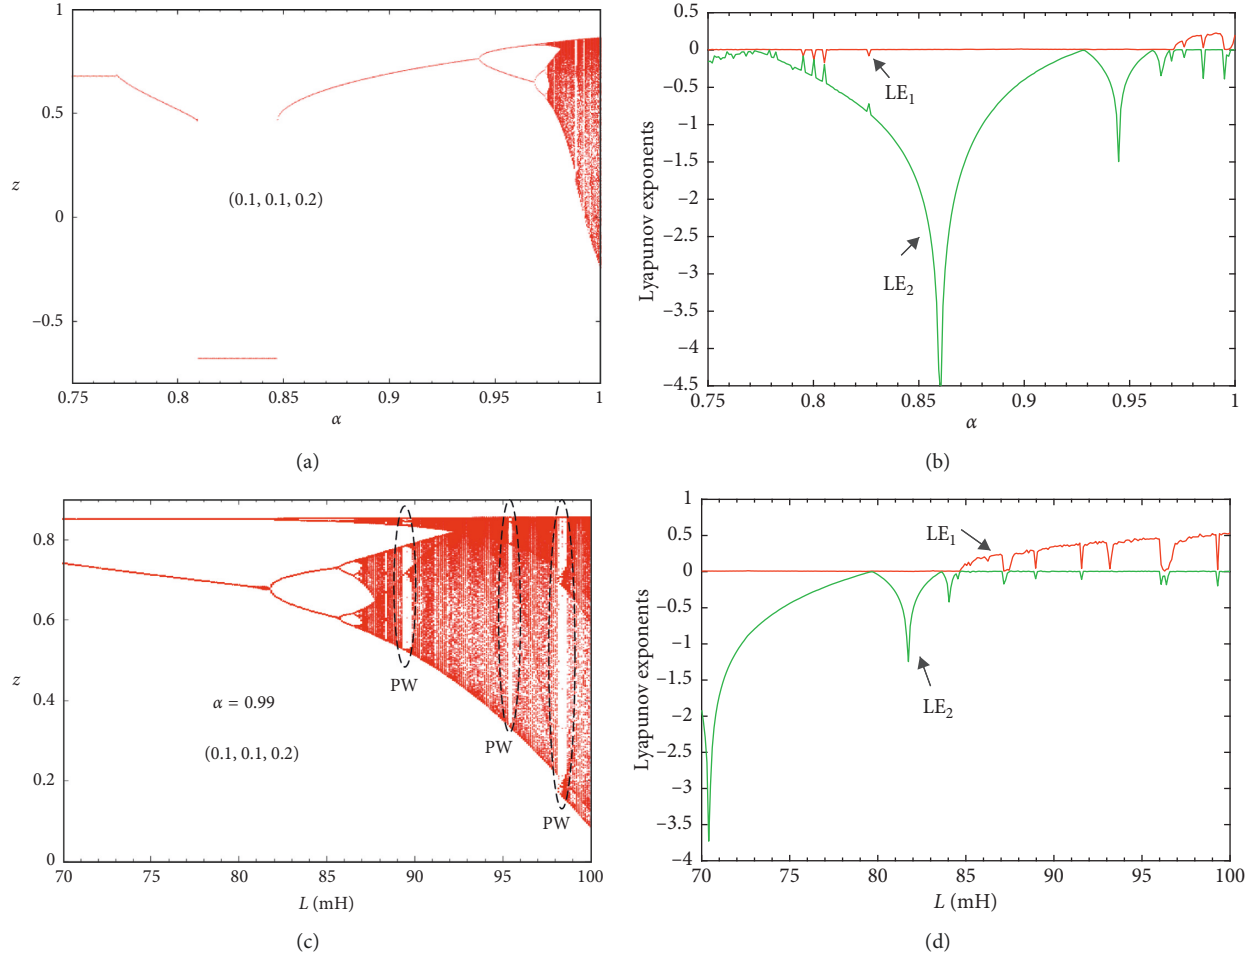 1
0.5
z
0
−0.5
(0.1, 0.1, 0.2)
0.75
0.8
0.85
0.9
0.95
1
α
(a)
0.5
0
−0.5
−1
−1.5
−2
−2.5
−3
−3.5
−4
−4.5
Lyapunov exponents
LE1
LE2
0.75
0.8
0.85
0.9
0.95
1
α
(b)
0.8
0.6
z
0.4
0.2
0
α = 0.99
(0.1, 0.1, 0.2)
PW
PW
PW
70
75
80
85
90
95
100
L (mH)
(c)
1
0.5
0
−0.5
−1
−1.5
−2
−2.5
−3
−3.5
−4
Lyapunov exponents
LE1
LE2
70
75
80
85
90
95
100
L (mH)
(d)